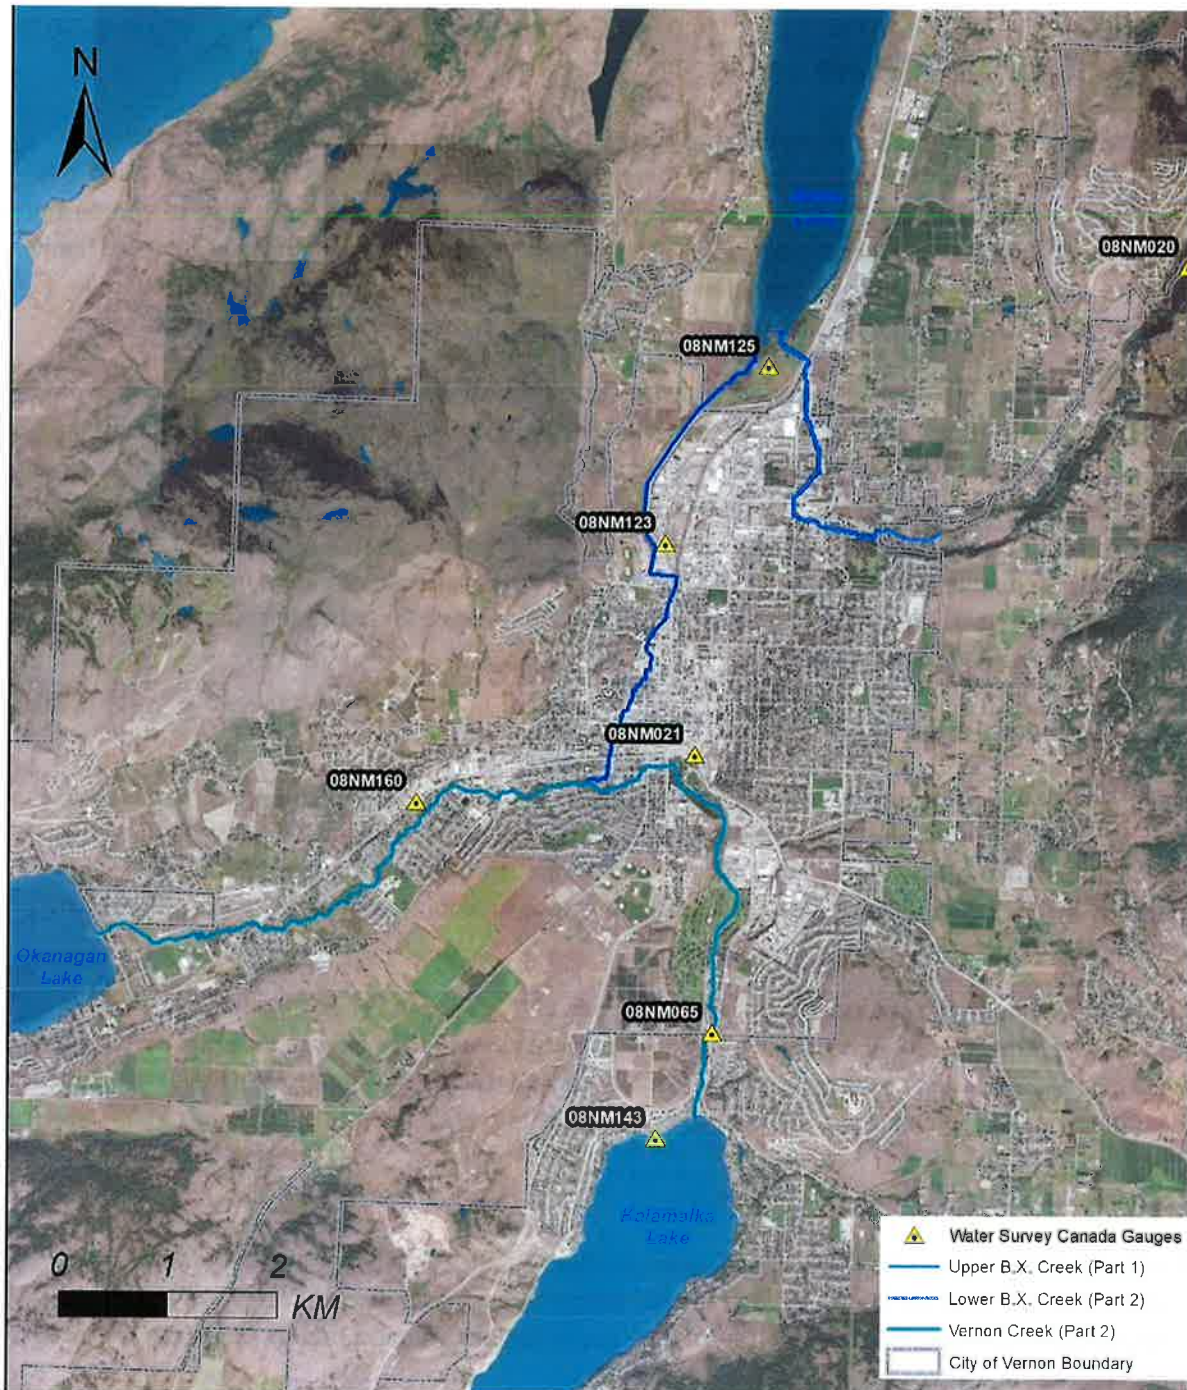 N
08NM020
08NM125
08NM123
08NM021
08NM160
Okanagan
Lake
08NM065
08NM143
Kalamalka
Lake
0 1 2
KM
Water Survey Canada Gauges
Upper B.X. Creek (Part 1)
Lower B.X. Creek (Part 2)
Vernon Creek (Part 2)
City of Vernon Boundary